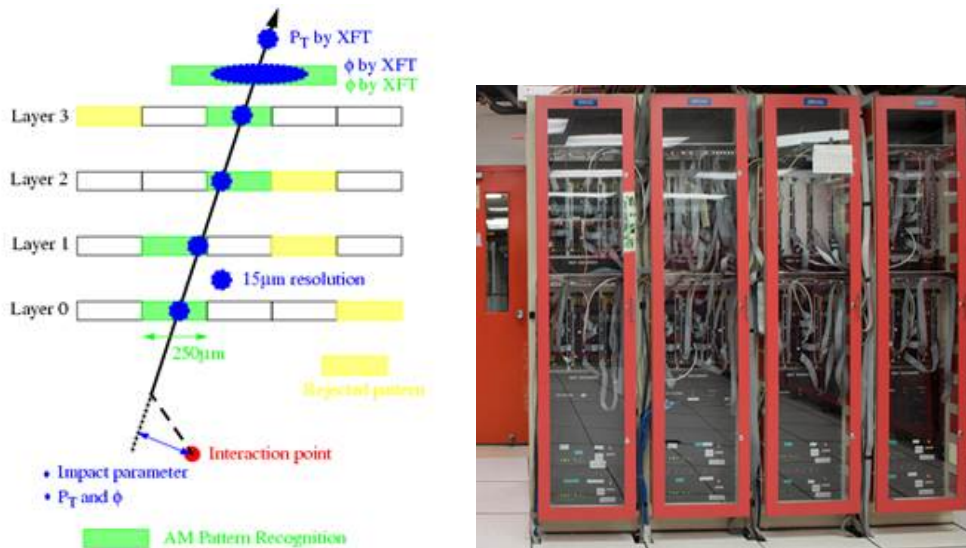 P_T by XFT
ϕ by XFT
ϕ by XFT
Layer 3
Layer 2
Layer 1
15µm resolution
Layer 0
250µm
Rejected pattern
Interaction point
Impact parameter
P_T and ϕ
AM Pattern Recognition